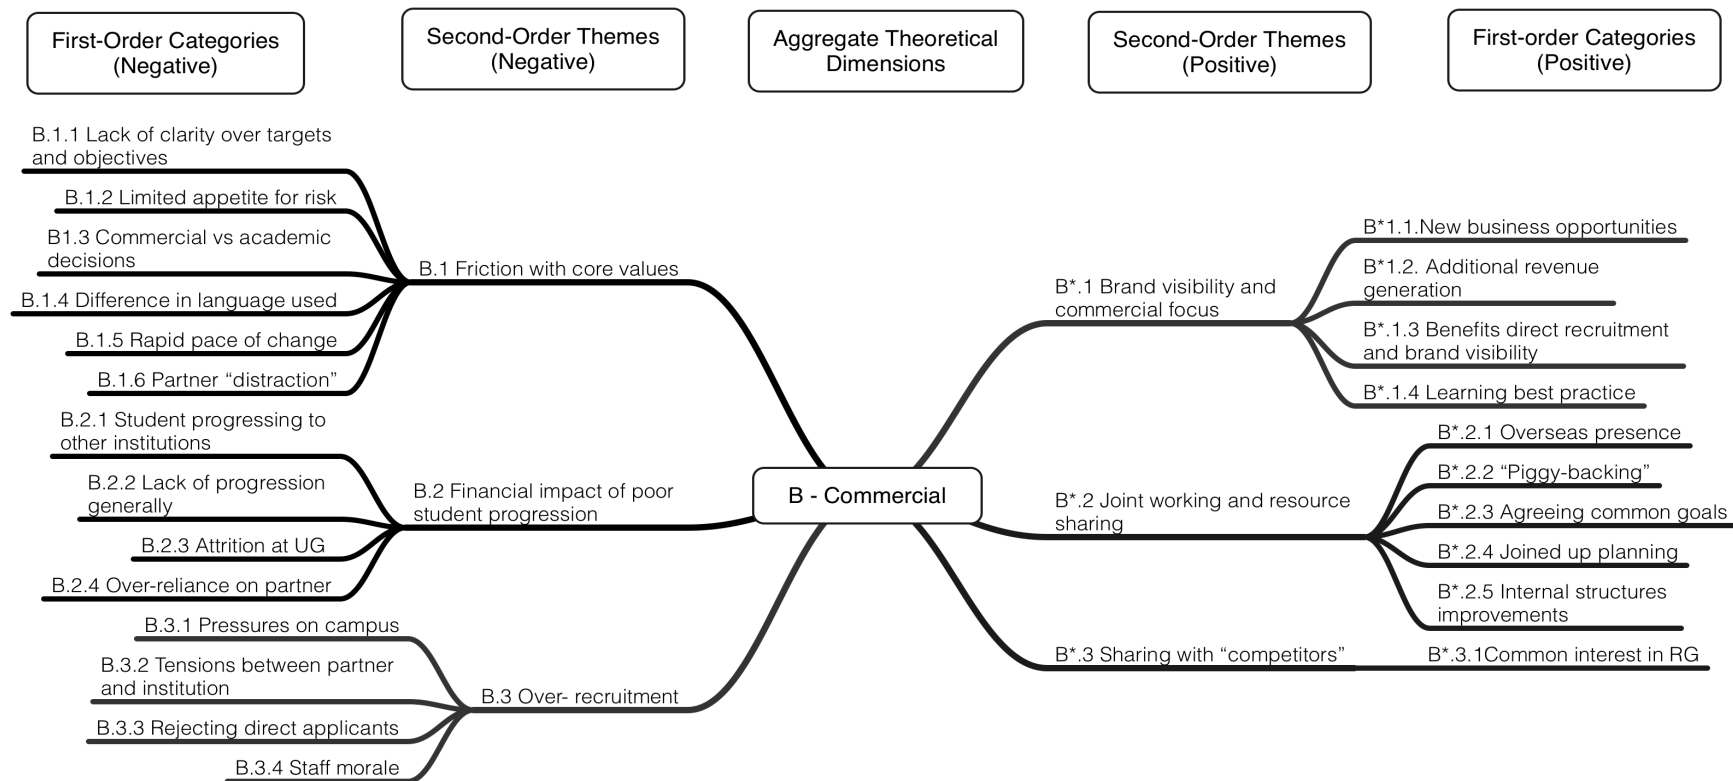 First-Order Categories
(Negative)
Second-Order Themes
(Negative)
Aggregate Theoretical
Dimensions
Second-Order Themes
(Positive)
First-order Categories
(Positive)
B.1.1 Lack of clarity over targets
and objectives
B.1.2 Limited appetite for risk
B1.3 Commercial vs academic
decisions
B.1.4 Difference in language used
B.1.5 Rapid pace of change
B.1.6 Partner “distraction”
B.1 Friction with core values
B.2.1 Student progressing to
other institutions
B.2.2 Lack of progression
generally
B.2.3 Attrition at UG
B.2.4 Over-reliance on partner
B.2 Financial impact of poor
student progression
B.3.1 Pressures on campus
B.3.2 Tensions between partner
and institution
B.3.3 Rejecting direct applicants
B.3.4 Staff morale
B.3 Over- recruitment
B - Commercial
B*.1 Brand visibility and
commercial focus
B*1.1.New business opportunities
B*1.2. Additional revenue
generation
B*.1.3 Benefits direct recruitment
and brand visibility
B*.1.4 Learning best practice
B*.2 Joint working and resource
sharing
B*.2.1 Overseas presence
B*.2.2 “Piggy-backing”
B*.2.3 Agreeing common goals
B*.2.4 Joined up planning
B*.2.5 Internal structures
improvements
B*.3 Sharing with “competitors”
B*.3.1Common interest in RG